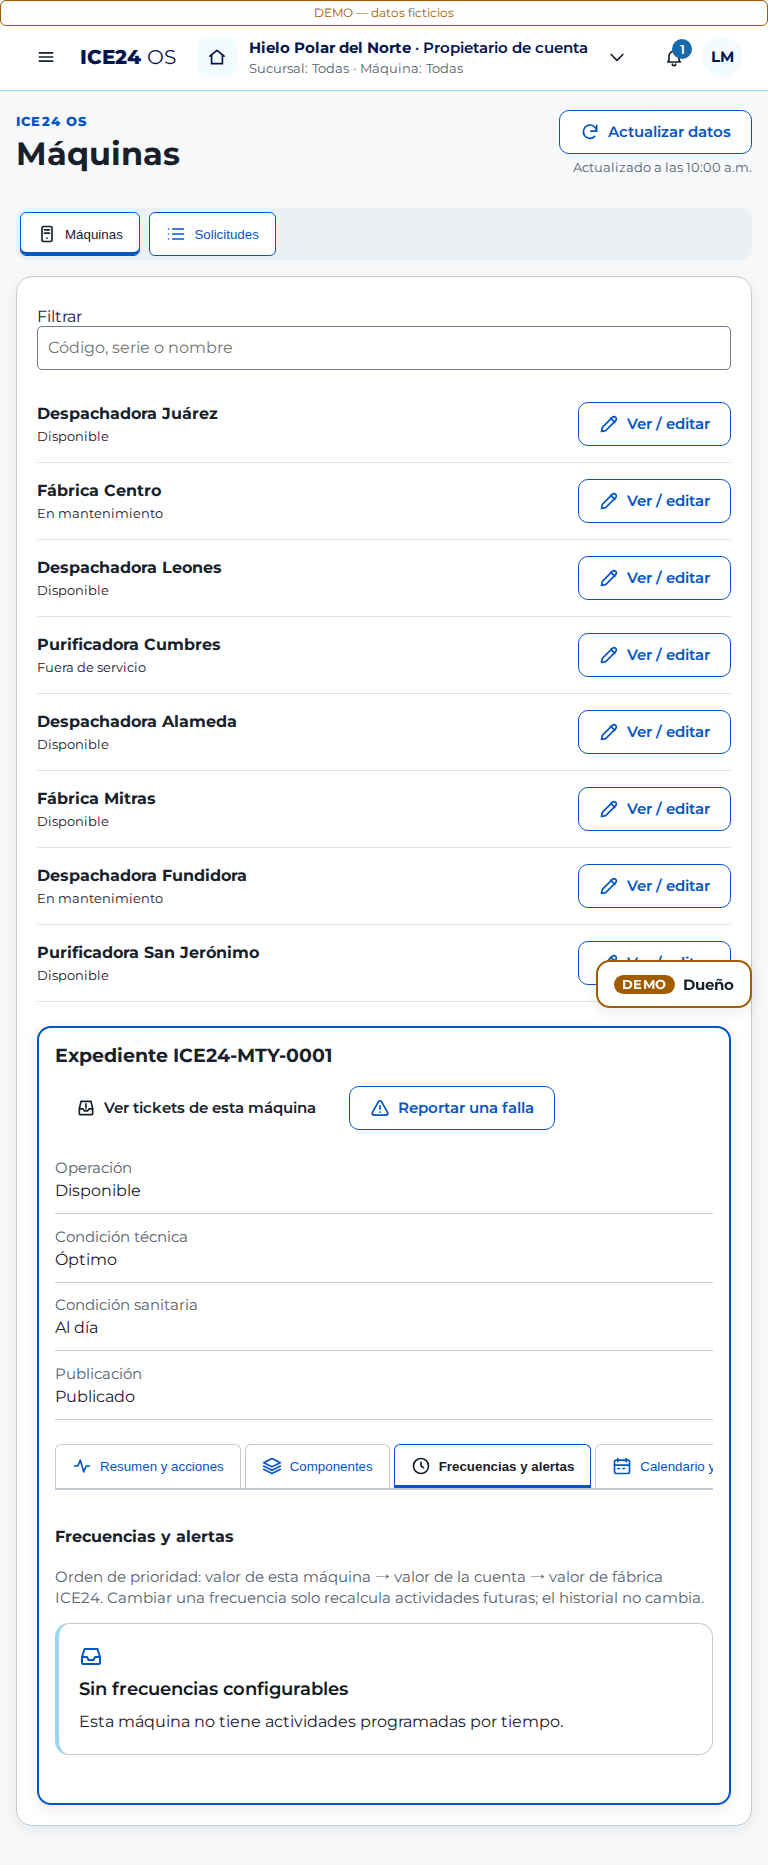 DEMO — datos ficticios
ICE24 OS
Hielo Polar del Norte · Propietario de cuenta
Sucursal: Todas · Máquina: Todas
1
LM
ICE24 OS
Máquinas
Actualizar datos
Actualizado a las 10:00 a.m.
Máquinas
Solicitudes
Filtrar
Código, serie o nombre
Despachadora Juárez
Disponible
Ver / editar
Fábrica Centro
En mantenimiento
Ver / editar
Despachadora Leones
Disponible
Ver / editar
Purificadora Cumbres
Fuera de servicio
Ver / editar
Despachadora Alameda
Disponible
Ver / editar
Fábrica Mitras
Disponible
Ver / editar
Despachadora Fundidora
En mantenimiento
Ver / editar
Purificadora San Jerónimo
Disponible
DEMO Dueño
Expediente ICE24-MTY-0001
Ver tickets de esta máquina
Reportar una falla
Operación
Disponible
Condición técnica
Óptimo
Condición sanitaria
Al día
Publicación
Publicado
Resumen y acciones
Componentes
Frecuencias y alertas
Calendario y
Frecuencias y alertas
Orden de prioridad: valor de esta máquina → valor de la cuenta → valor de fábrica
ICE24. Cambiar una frecuencia solo recalcula actividades futuras; el historial no cambia.
Sin frecuencias configurables
Esta máquina no tiene actividades programadas por tiempo.